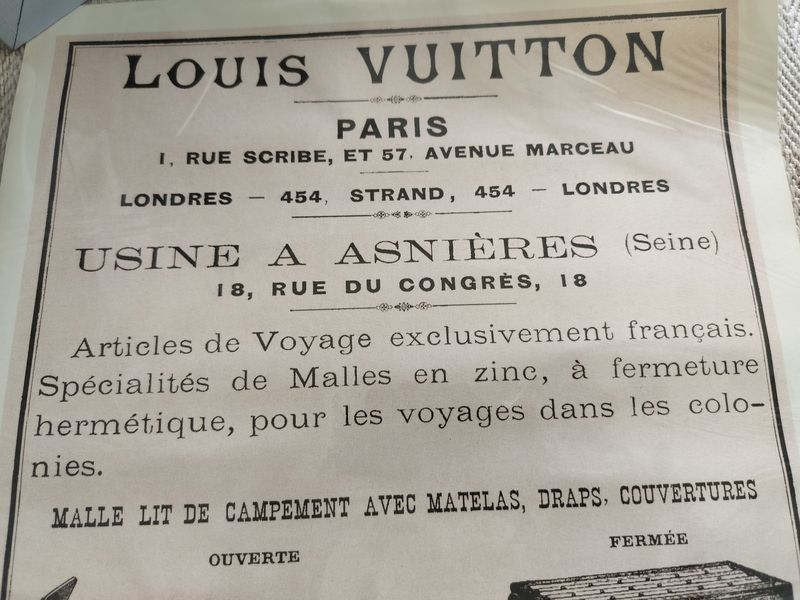 LOUIS VUITTON
PARIS
1, RUE SCRIBE, ET 57. AVENUE MARCEAU
LONDRES — 454, STRAND, 454 — LONDRES
USINE A ASNIÈRES (Seine)
18, RUE DU CONGRÈS, 18
Articles de Voyage exclusivement français.
Spécialités de Malles en zinc, à fermeture
hermétique, pour les voyages dans les colo-
nies.
MALLE LIT DE CAMPEMENT AVEC MATELAS, DRAPS, COUVERTURES
OUVERTE FERMÉE